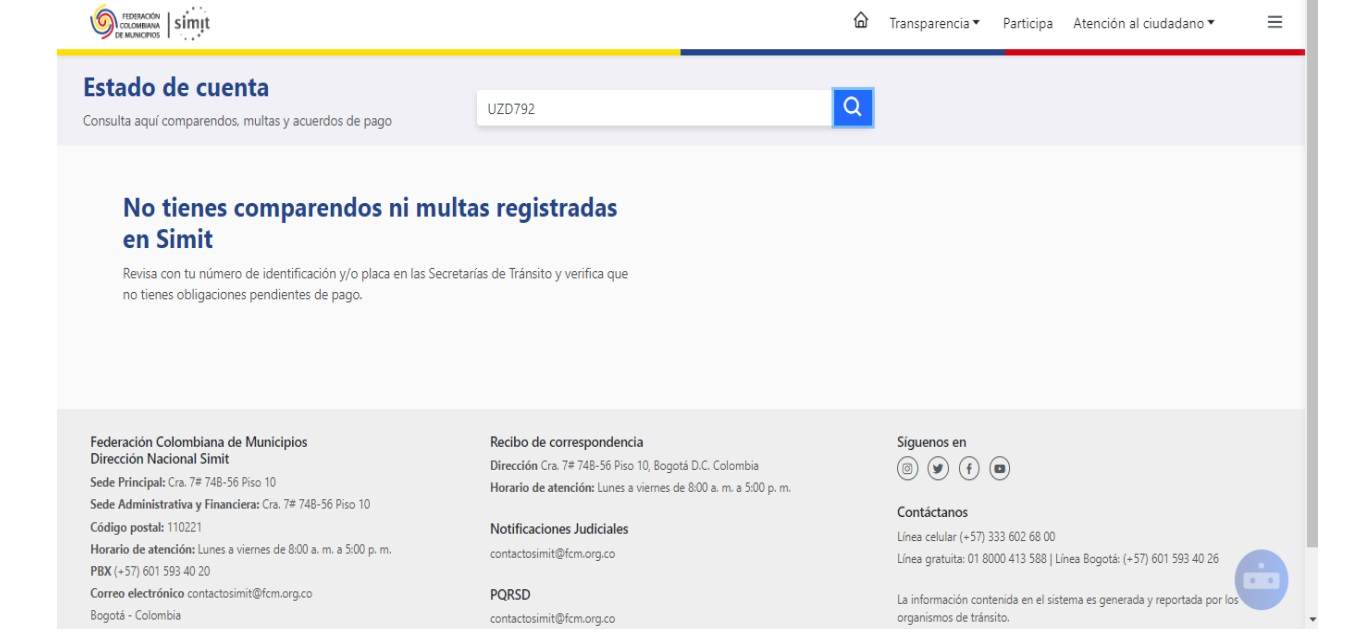 FEDERACIÓN
COLOMBIANA
DE MUNICIPIOS
simit
Transparencia
Participa
Atención al ciudadano
Estado de cuenta
Consulta aquí comparendos, multas y acuerdos de pago
UZD792
No tienes comparendos ni multas registradas
en Simit
Revisa con tu número de identificación y/o placa en las Secretarías de Tránsito y verifica que
no tienes obligaciones pendientes de pago.
Federación Colombiana de Municipios
Dirección Nacional Simit
Sede Principal: Cra. 7# 74B-56 Piso 10
Sede Administrativa y Financiera: Cra. 7# 74B-56 Piso 10
Código postal: 110221
Horario de atención: Lunes a viernes de 8:00 a. m. a 5:00 p. m.
PBX (+57) 601 593 40 20
Correo electrónico contactosimit@fcm.org.co
Bogotá - Colombia
Recibo de correspondencia
Dirección Cra. 7# 74B-56 Piso 10, Bogotá D.C. Colombia
Horario de atención: Lunes a viernes de 8:00 a. m. a 5:00 p. m.
Notificaciones Judiciales
contactosimit@fcm.org.co
PQRSD
contactosimit@fcm.org.co
Síguenos en
Contáctanos
Línea celular (+57) 333 602 68 00
Línea gratuita: 01 8000 413 588 | Línea Bogotá: (+57) 601 593 40 26
La información contenida en el sistema es generada y reportada por los
organismos de tránsito.